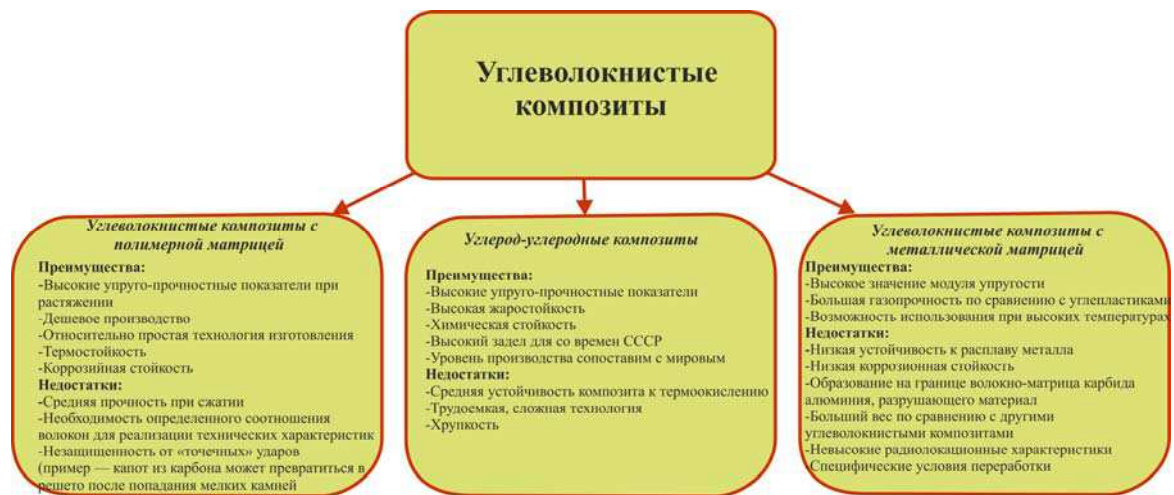 Углеволокнистые
композиты
Углеволокнистые композиты с
полимерной матрицей
Преимущества:
-Высокие упруго-прочностные показатели при
растяжении
-Дешевое производство
-Относительно простая технология изготовления
-Термостойкость
-Коррозийная стойкость
Недостатки:
-Средняя прочность при сжатии
-Необходимость определенного соотношения
волокон для реализации технических характеристик
-Незащищенность от «точечных» ударов
(пример — капот из карбона может превратиться в
решето после попадания мелких камней
Углерод-углеродные композиты
Преимущества:
-Высокие упруго-прочностные показатели
-Высокая жаростойкость
-Химическая стойкость
-Высокий задел для со времен СССР
-Уровень производства сопоставим с мировым
Недостатки:
-Средняя устойчивость композита к термоокислению
-Трудоемкая, сложная технология
-Хрупкость
Углеволокнистые композиты с
металлической матрицей
Преимущества:
-Высокое значение модуля упругости
-Большая газопрочность по сравнению с углепластиками
-Возможность использования при высоких температурах
Недостатки:
-Низкая устойчивость к расплаву металла
-Низкая коррозионная стойкость
-Образование на границе волокно-матрица карбида
алюминия, разрушающего материал
-Больший вес по сравнению с другими
углеволокнистыми композитами
-Невысокие радиолокационные характеристики
-Специфические условия переработки